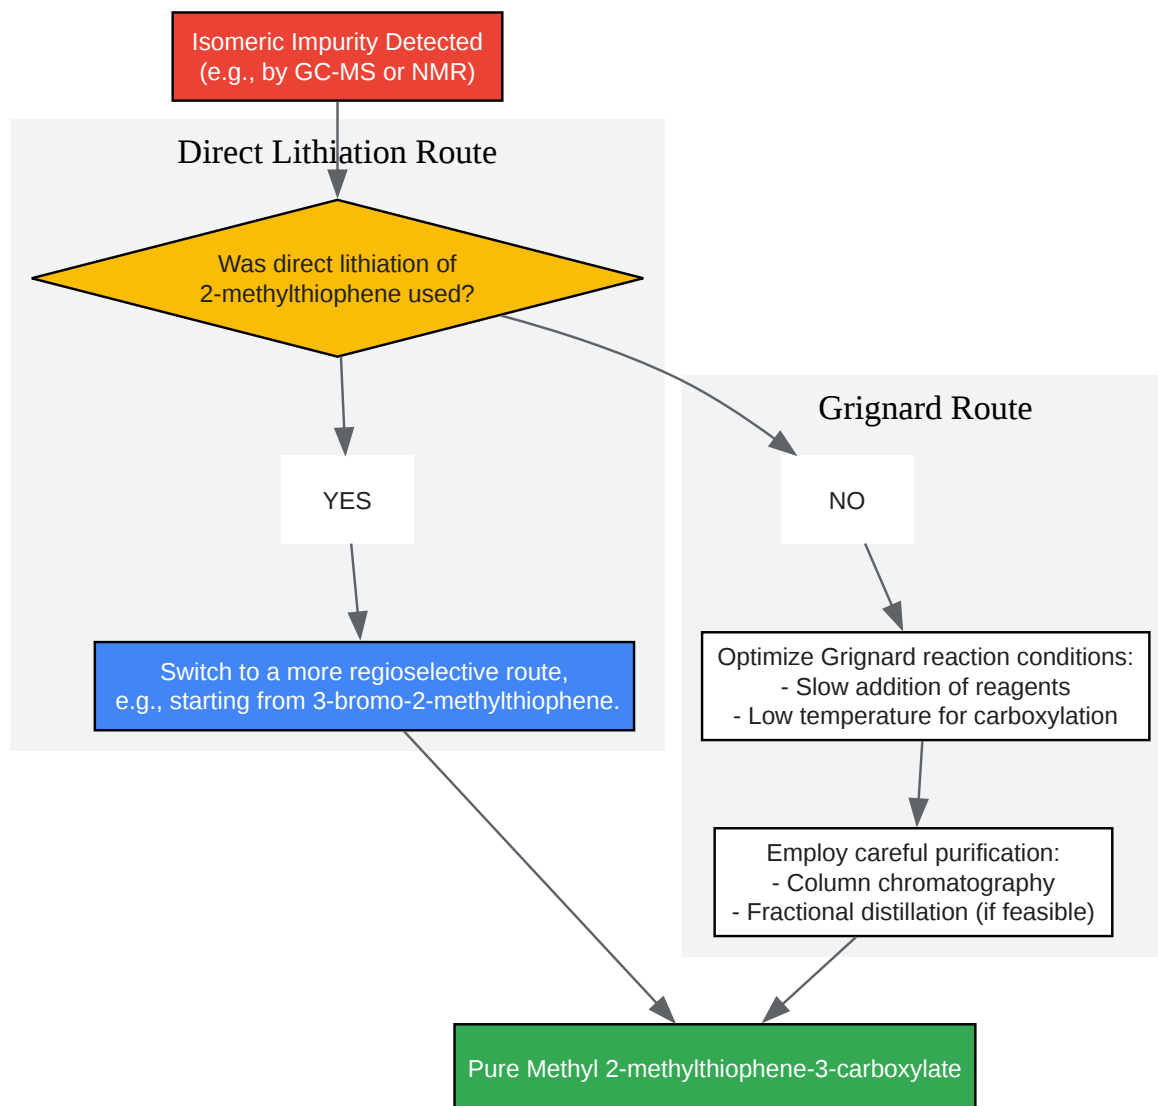 Isomeric Impurity Detected
(e.g., by GC-MS or NMR)
Direct Lithiation Route
Was direct lithiation of
2-methylthiophene used?
Grignard Route
YES
NO
Switch to a more regioselective route,
e.g., starting from 3-bromo-2-methylthiophene.
Optimize Grignard reaction conditions:
- Slow addition of reagents
- Low temperature for carboxylation
Employ careful purification:
- Column chromatography
- Fractional distillation (if feasible)
Pure Methyl 2-methylthiophene-3-carboxylate